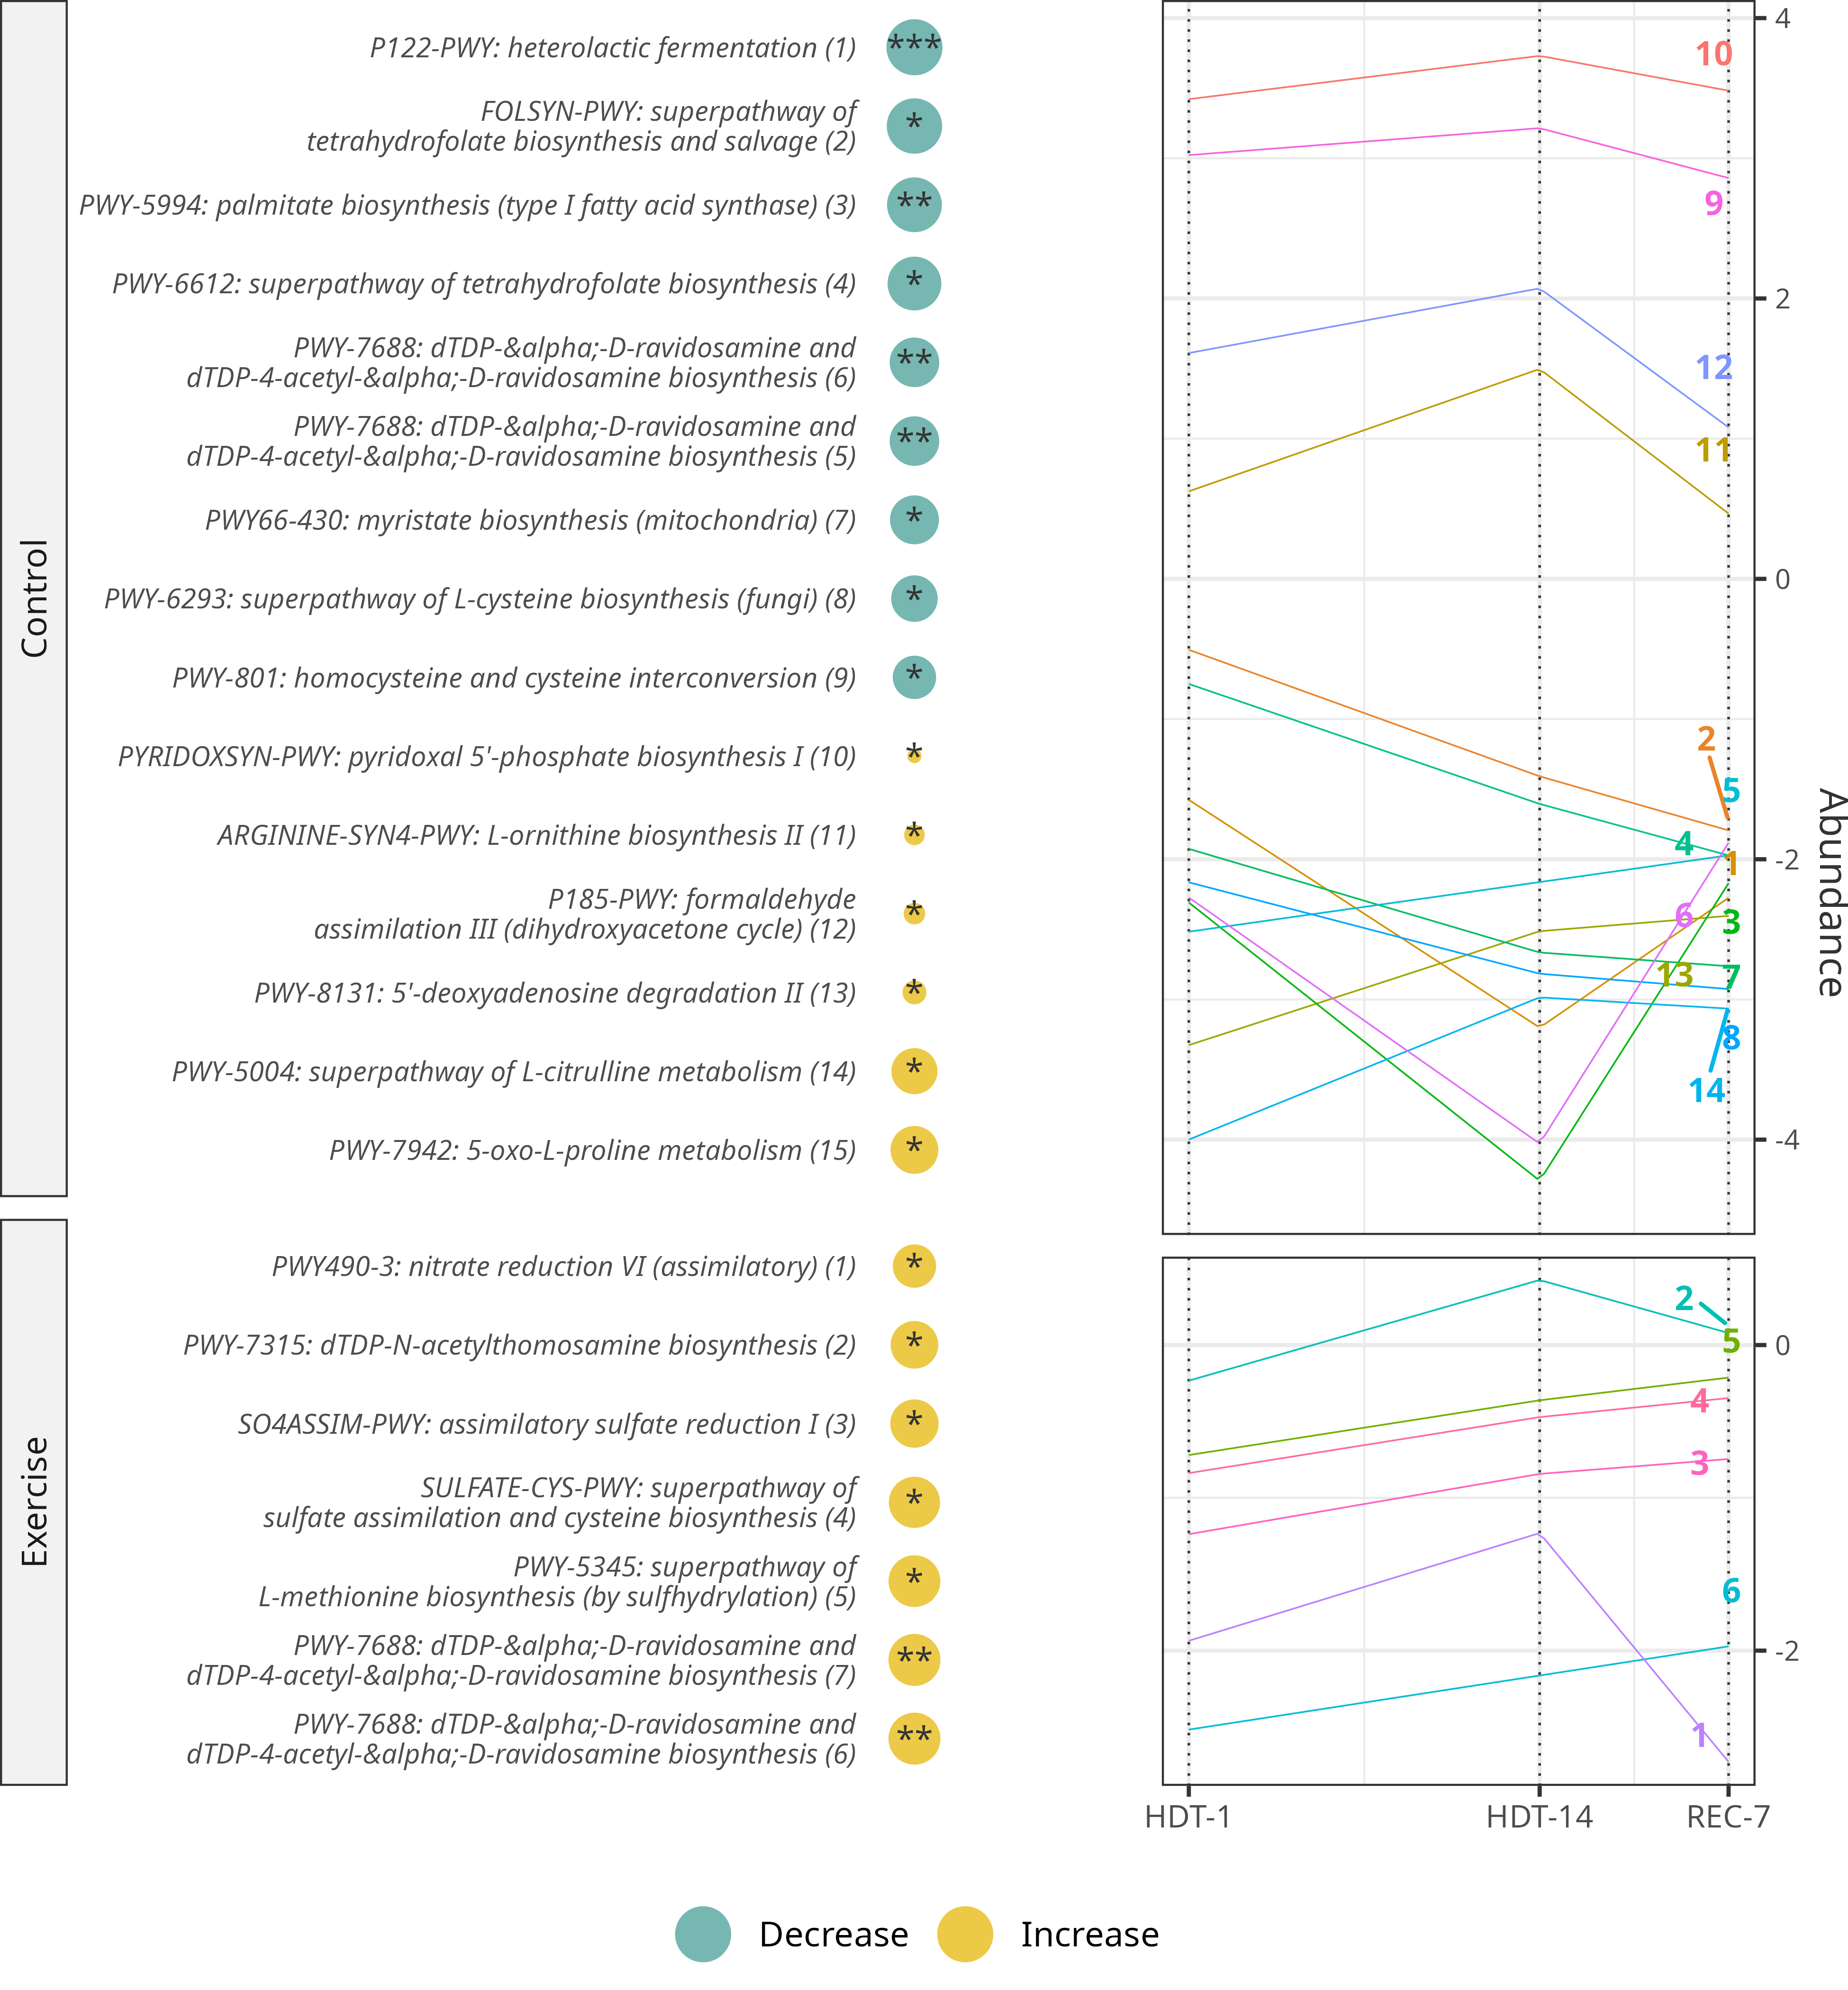 Control
P122-PWY: heterolactic fermentation (1)
***
FOLSYN-PWY: superpathway of
tetrahydrofolate biosynthesis and salvage (2)
*
PWY-5994: palmitate biosynthesis (type I fatty acid synthase) (3)
**
PWY-6612: superpathway of tetrahydrofolate biosynthesis (4)
*
PWY-7688: dTDP-&alpha;-D-ravidosamine and
dTDP-4-acetyl-&alpha;-D-ravidosamine biosynthesis (6)
**
PWY-7688: dTDP-&alpha;-D-ravidosamine and
dTDP-4-acetyl-&alpha;-D-ravidosamine biosynthesis (5)
**
PWY66-430: myristate biosynthesis (mitochondria) (7)
*
PWY-6293: superpathway of L-cysteine biosynthesis (fungi) (8)
*
PWY-801: homocysteine and cysteine interconversion (9)
*
PYRIDOXSYN-PWY: pyridoxal 5'-phosphate biosynthesis I (10)
*
ARGININE-SYN4-PWY: L-ornithine biosynthesis II (11)
*
P185-PWY: formaldehyde
assimilation III (dihydroxyacetone cycle) (12)
*
PWY-8131: 5'-deoxyadenosine degradation II (13)
*
PWY-5004: superpathway of L-citrulline metabolism (14)
*
PWY-7942: 5-oxo-L-proline metabolism (15)
*
Exercise
PWY490-3: nitrate reduction VI (assimilatory) (1)
*
PWY-7315: dTDP-N-acetylthomosamine biosynthesis (2)
*
SO4ASSIM-PWY: assimilatory sulfate reduction I (3)
*
SULFATE-CYS-PWY: superpathway of
sulfate assimilation and cysteine biosynthesis (4)
*
PWY-5345: superpathway of
L-methionine biosynthesis (by sulfhydrylation) (5)
*
PWY-7688: dTDP-&alpha;-D-ravidosamine and
dTDP-4-acetyl-&alpha;-D-ravidosamine biosynthesis (7)
**
PWY-7688: dTDP-&alpha;-D-ravidosamine and
dTDP-4-acetyl-&alpha;-D-ravidosamine biosynthesis (6)
**
10
9
12
11
2
5
4
1
6
3
13
7
8
14
4
2
0
-2
-4
2
5
4
3
6
1
0
-2
Abundance
HDT-1
HDT-14
REC-7
Decrease
Increase